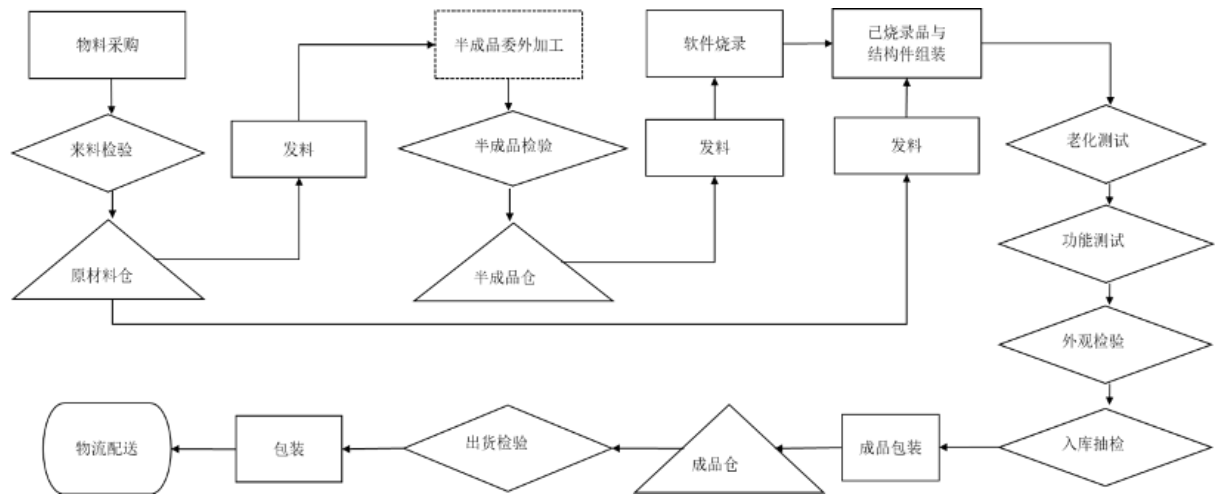 物料采购
半成品委外加工
软件烧录
己烧录品与
结构件组装
来料检验
发料
半成品检验
发料
发料
老化测试
原材料仓
半成品仓
功能测试
外观检验
物流配送
包装
出货检验
成品仓
成品包装
入库抽检